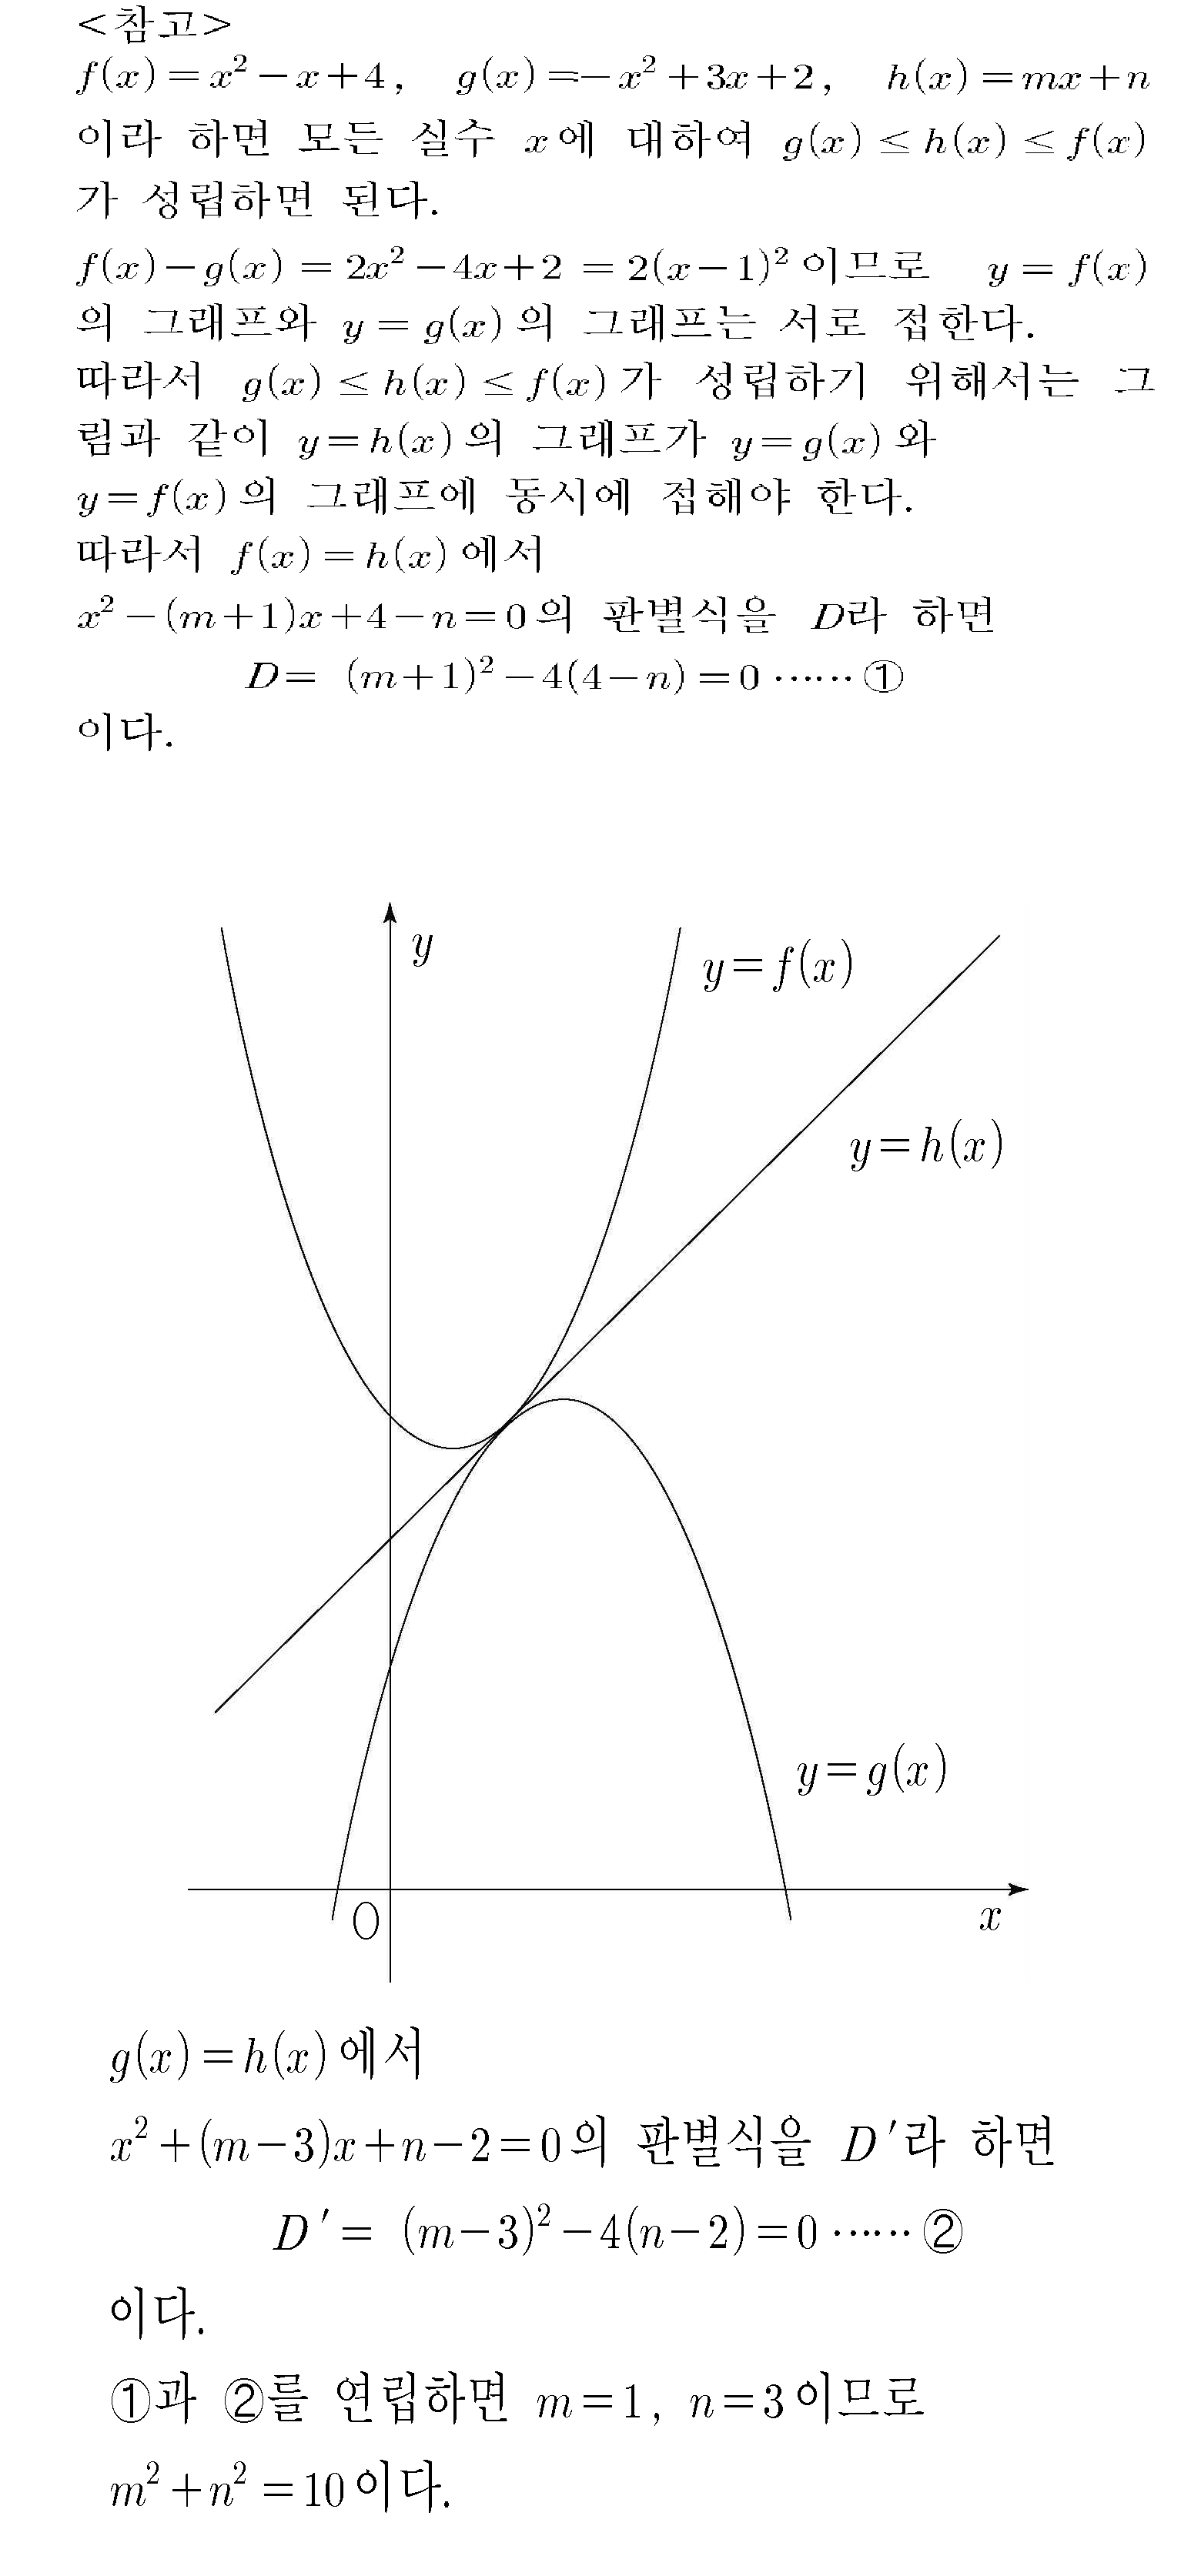 <참고>
f(x)=x²-x+4, g(x)=-x²+3x+2, h(x)=mx+n
이라 하면 모든 실수 x에 대하여 g(x)≤h(x)≤f(x)
가 성립하면 된다.
f(x)-g(x)=2x²-4x+2=2(x-1)²이므로 y=f(x)
의 그래프와 y=g(x)의 그래프는 서로 접한다.
따라서 g(x)≤h(x)≤f(x)가 성립하기 위해서는 그
림과 같이 y=h(x)의 그래프가 y=g(x)와
y=f(x)의 그래프에 동시에 접해야 한다.
따라서 f(x)=h(x)에서
x²-(m+1)x+4-n=0의 판별식을 D라 하면
D= (m+1)²-4(4-n)=0 ⋯⋯ ①
이다.
y
y=f(x)
y=h(x)
y=g(x)
O
x
g(x)=h(x)에서
x²+(m-3)x+n-2=0의 판별식을 D′라 하면
D′= (m-3)²-4(n-2)=0 ⋯⋯ ②
이다.
①과 ②를 연립하면 m=1, n=3이므로
m²+n²=10이다.